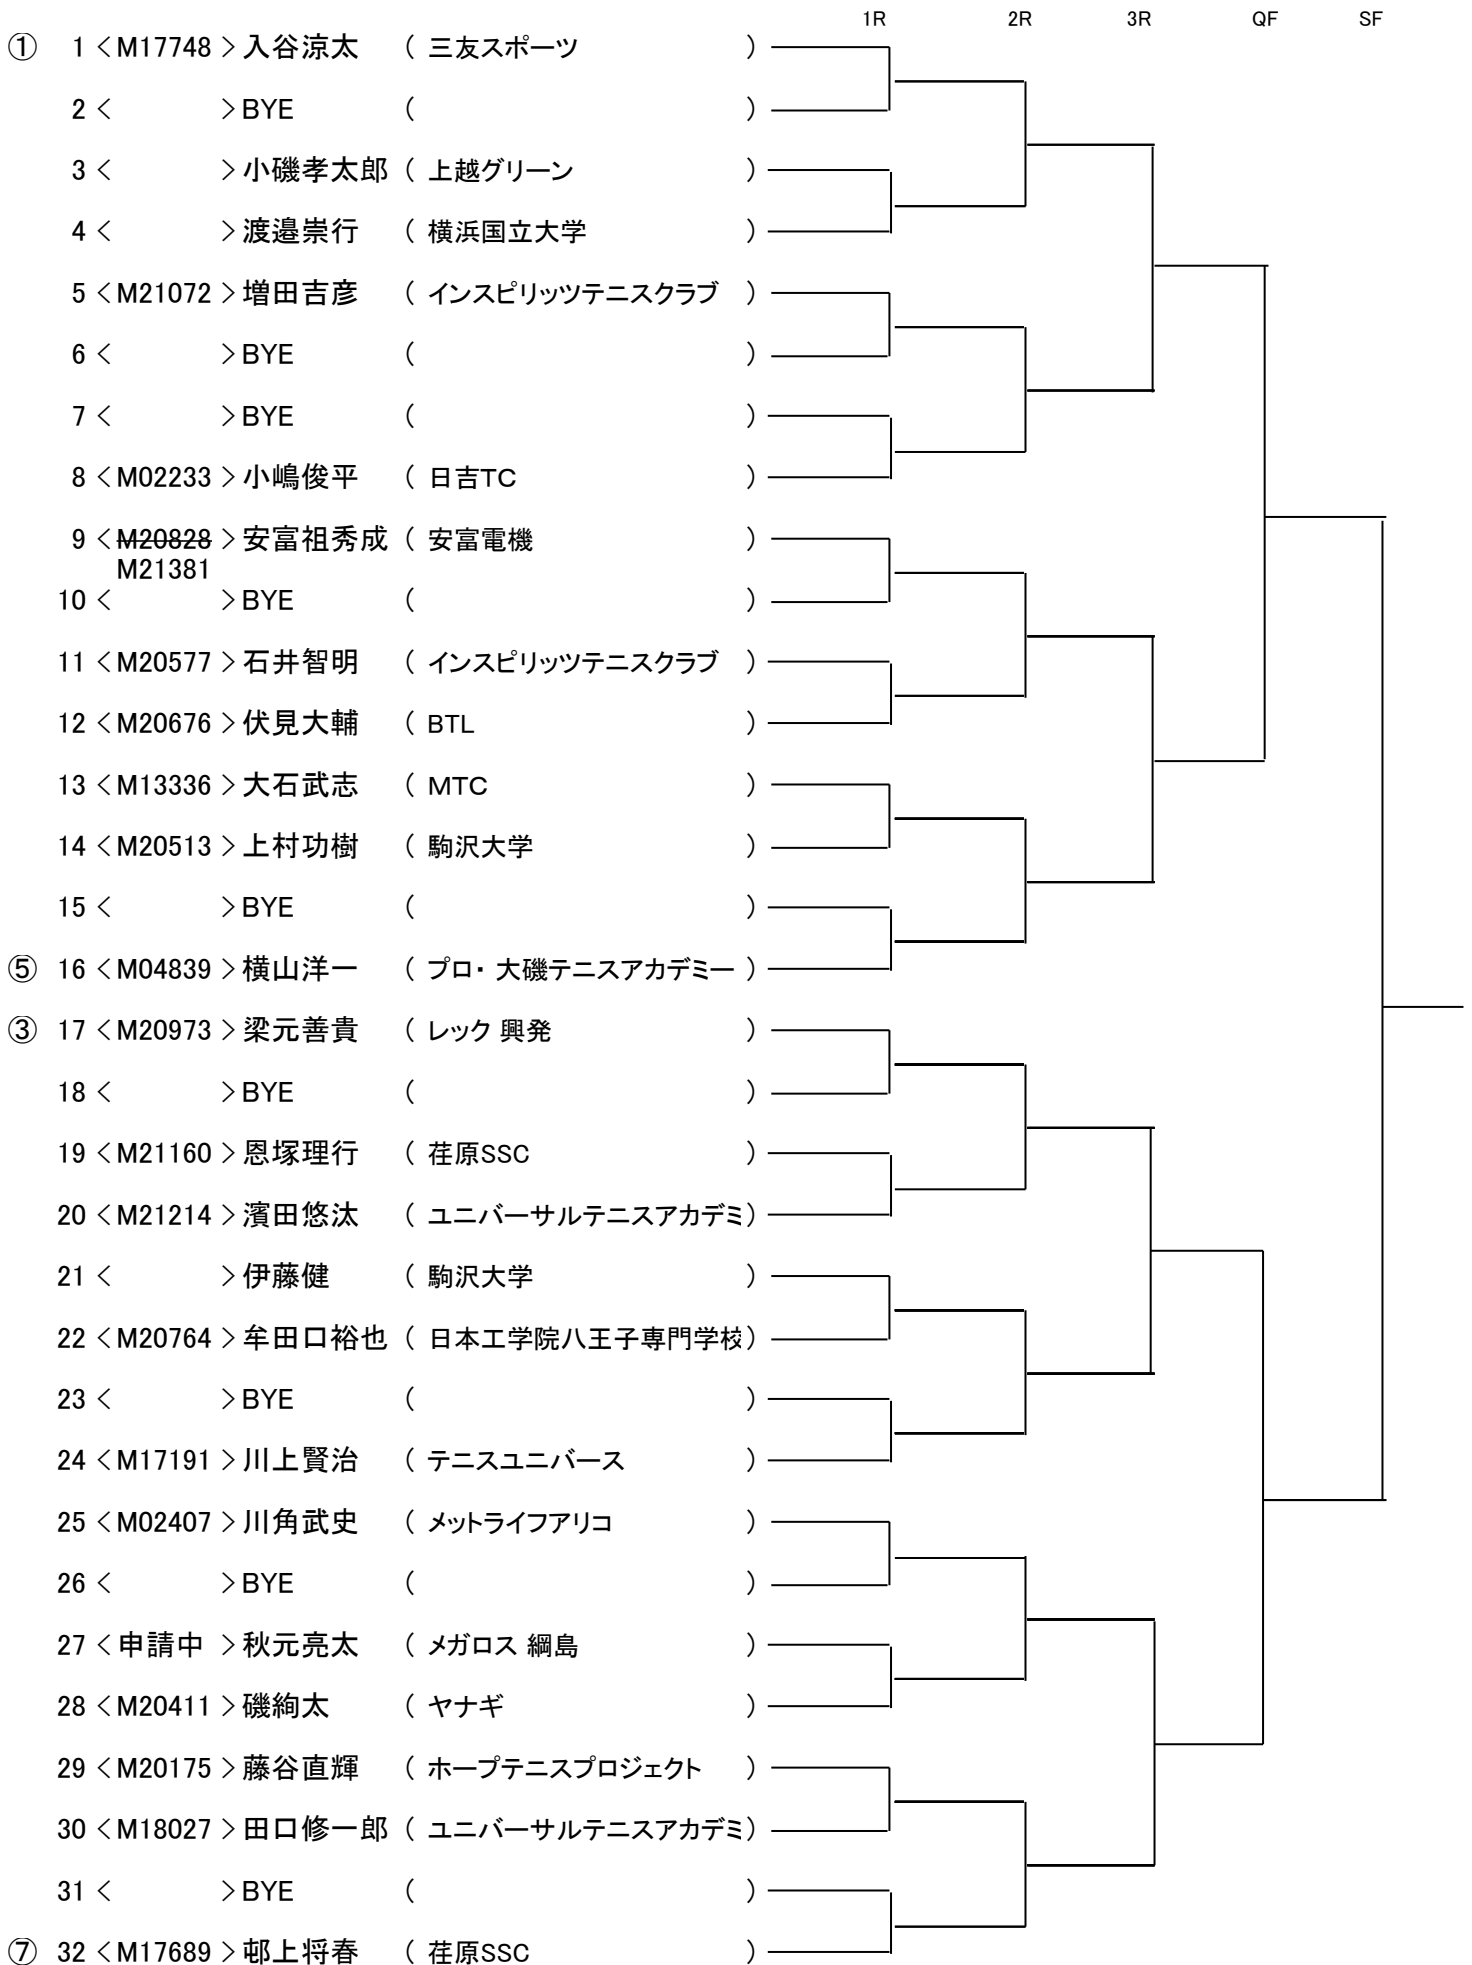 1R 2R 3R QF SF
① 1 < M17748 > 入谷涼太 ( 三友スポーツ )
2 < > BYE ( )
3 < > 小磯孝太郎 ( 上越グリーン )
4 < > 渡邉崇行 ( 横浜国立大学 )
5 < M21072 > 増田吉彦 ( インスピリッツテニスクラブ )
6 < > BYE ( )
7 < > BYE ( )
8 < M02233 > 小嶋俊平 ( 日吉TC )
9 < M20828 > 安富祖秀成 ( 安富電機 )
M21381
10 < > BYE ( )
11 < M20577 > 石井智明 ( インスピリッツテニスクラブ )
12 < M20676 > 伏見大輔 ( BTL )
13 < M13336 > 大石武志 ( MTC )
14 < M20513 > 上村功樹 ( 駒沢大学 )
15 < > BYE ( )
⑤ 16 < M04839 > 横山洋一 ( プロ・大磯テニスアカデミー )
③ 17 < M20973 > 梁元善貴 ( レック 興発 )
18 < > BYE ( )
19 < M21160 > 恩塚理行 ( 荏原SSC )
20 < M21214 > 濱田悠汰 ( ユニバーサルテニスアカデミ )
21 < > 伊藤健 ( 駒沢大学 )
22 < M20764 > 牟田口裕也 ( 日本工学院八王子専門学校 )
23 < > BYE ( )
24 < M17191 > 川上賢治 ( テニスユニバース )
25 < M02407 > 川角武史 ( メットライフアリコ )
26 < > BYE ( )
27 < 申請中 > 秋元亮太 ( メガロス 綱島 )
28 < M20411 > 磯絢太 ( ヤナギ )
29 < M20175 > 藤谷直輝 ( ホープテニスプロジェクト )
30 < M18027 > 田口修一郎 ( ユニバーサルテニスアカデミ )
31 < > BYE ( )
⑦ 32 < M17689 > 邨上将春 ( 荏原SSC )